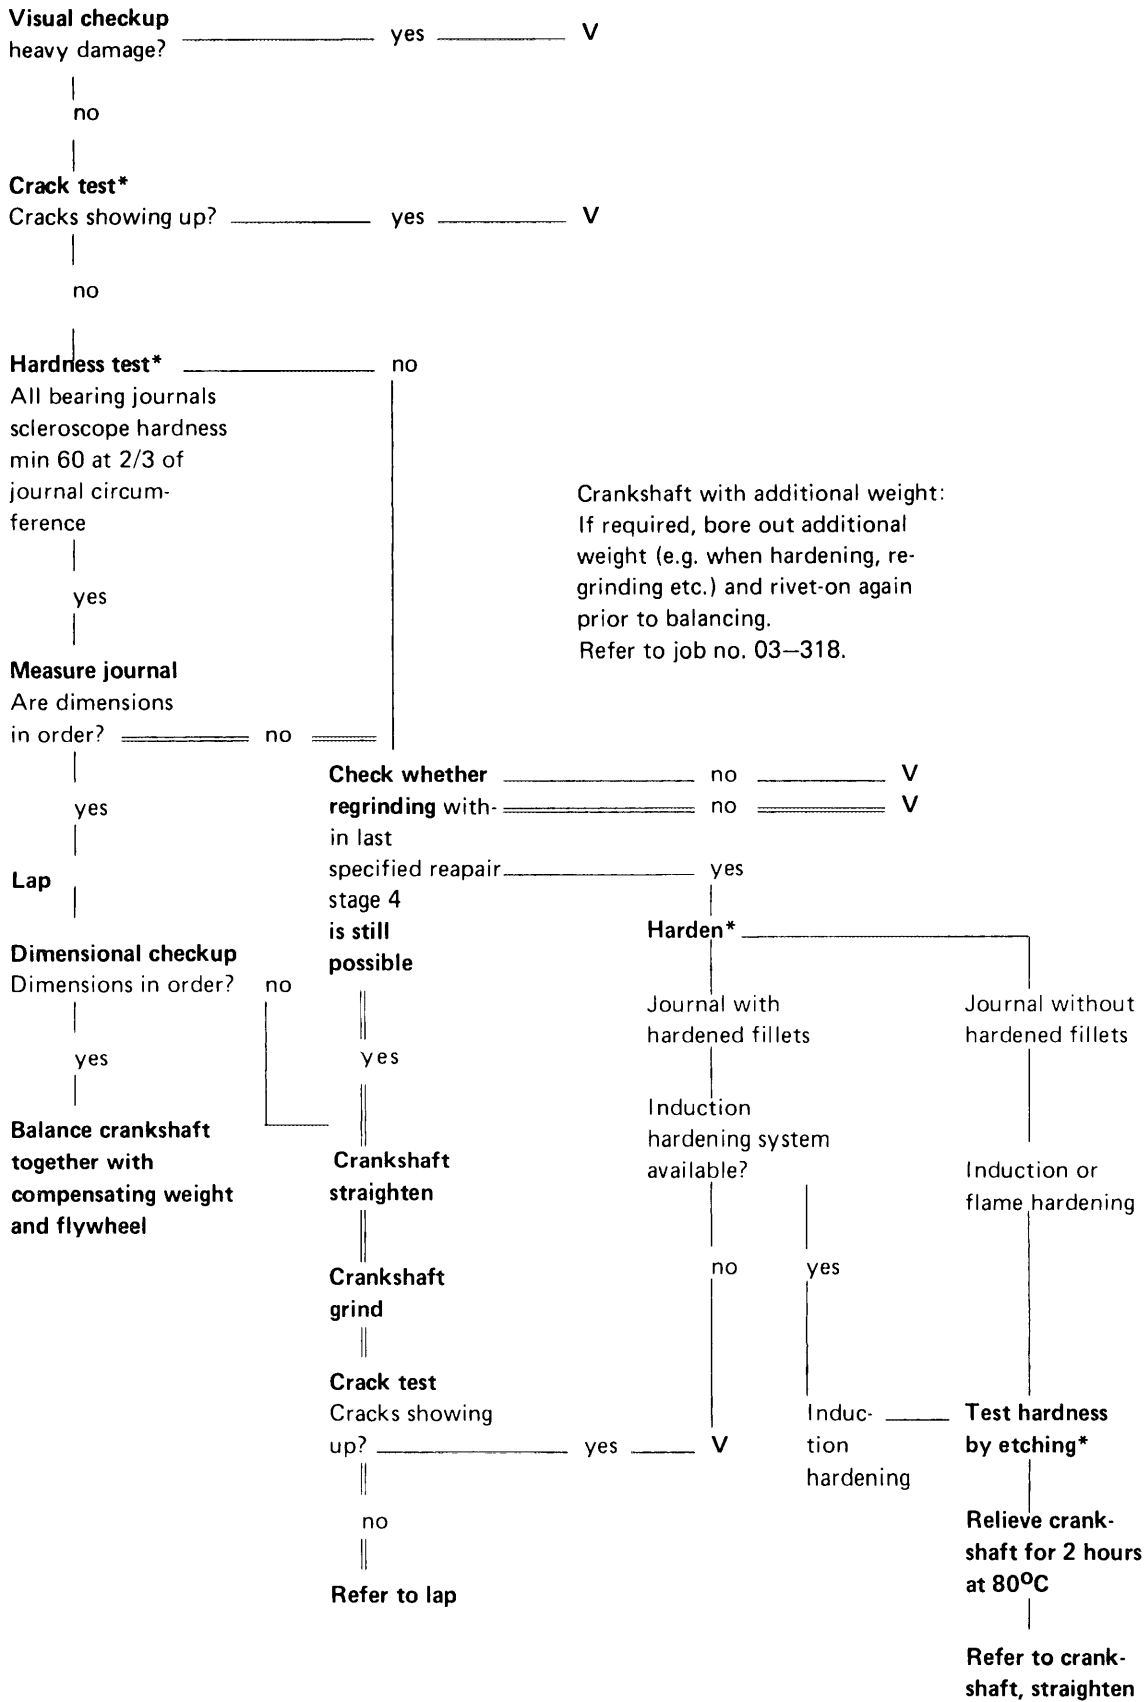 Visual checkup
heavy damage? yes V
no
Crack test*
Cracks showing up? yes V
no
Hardness test* no
All bearing journals
scleroscope hardness
min 60 at 2/3 of
journal circum-
ference
yes
Crankshaft with additional weight:
If required, bore out additional
weight (e.g. when hardening, re-
grinding etc.) and rivet-on again
prior to balancing.
Refer to job no. 03–318.
Measure journal
Are dimensions
in order? no
yes
Lap
Dimensional checkup
Dimensions in order? no
yes
Balance crankshaft
together with
compensating weight
and flywheel
Check whether no V
regrinding with- no V
in last
specified reapair yes
stage 4
is still
possible
yes
Crankshaft
straighten
Crankshaft
grind
Crack test
Cracks showing
up? yes V
no
Refer to lap
Harden*
Journal with
hardened fillets
Induction
hardening system
available?
no yes
Induc-
tion
hardening
Journal without
hardened fillets
Induction or
flame hardening
Test hardness
by etching*
Relieve crank-
shaft for 2 hours
at 80°C
Refer to crank-
shaft, straighten